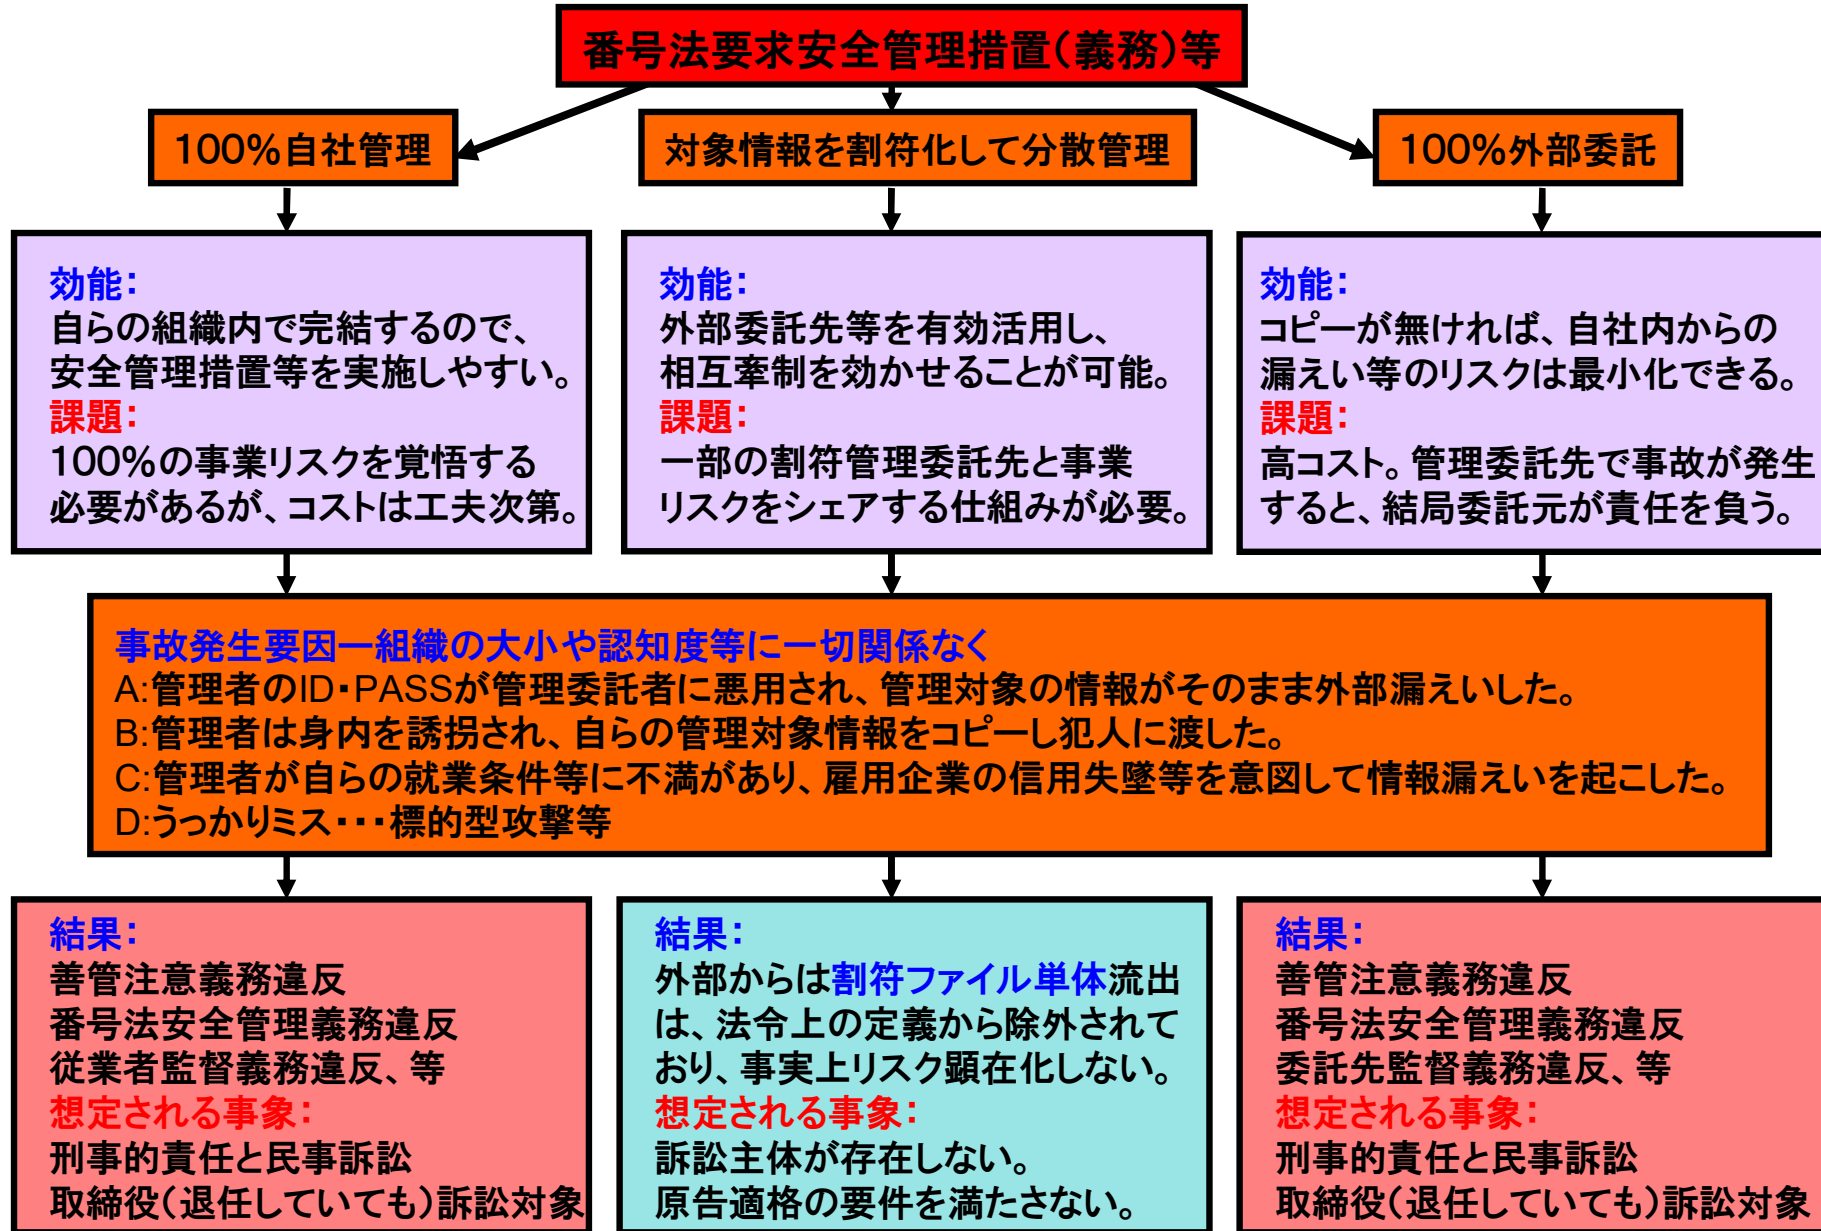 番号法要求安全管理措置(義務)等
100%自社管理
対象情報を割符化して分散管理
100%外部委託
効能:
自らの組織内で完結するので、
安全管理措置等を実施しやすい。
課題:
100%の事業リスクを覚悟する
必要があるが、コストは工夫次第。
効能:
外部委託先等を有効活用し、
相互牽制を効かせることが可能。
課題:
一部の割符管理委託先と事業
リスクをシェアする仕組みが必要。
効能:
コピーが無ければ、自社内からの
漏えい等のリスクは最小化できる。
課題:
高コスト。管理委託先で事故が発生
すると、結局委託元が責任を負う。
事故発生要因ー組織の大小や認知度等に一切関係なく
A:管理者のID・PASSが管理委託者に悪用され、管理対象の情報がそのまま外部漏えいした。
B:管理者は身内を誘拐され、自らの管理対象情報をコピーし犯人に渡した。
C:管理者が自らの就業条件等に不満があり、雇用企業の信用失墜等を意図して情報漏えいを起こした。
D:うっかりミス・・・標的型攻撃等
結果:
善管注意義務違反
番号法安全管理義務違反
従業者監督義務違反、等
想定される事象:
刑事的責任と民事訴訟
取締役(退任していても)訴訟対象
結果:
外部からは割符ファイル単体流出
は、法令上の定義から除外されて
おり、事実上リスク顕在化しない。
想定される事象:
訴訟主体が存在しない。
原告適格の要件を満たさない。
結果:
善管注意義務違反
番号法安全管理義務違反
委託先監督義務違反、等
想定される事象:
刑事的責任と民事訴訟
取締役(退任していても)訴訟対象